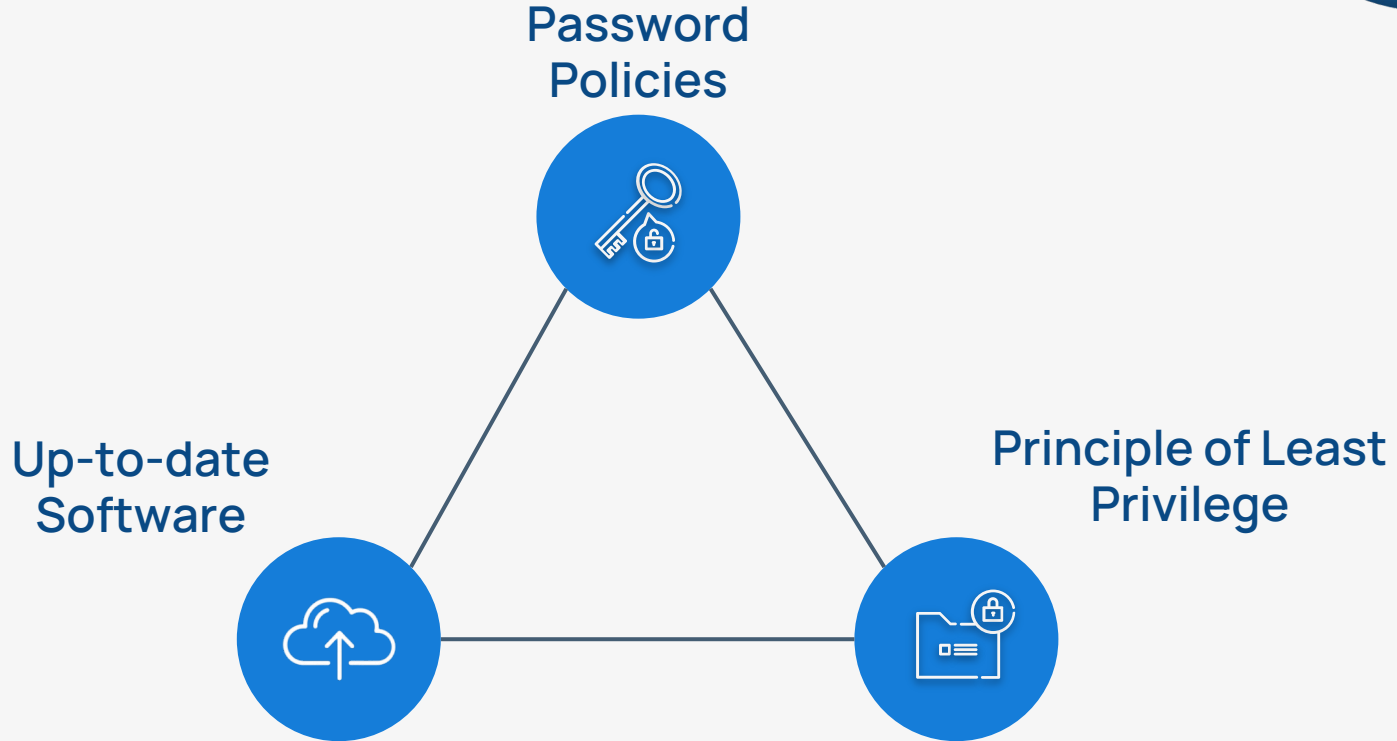 Password
Policies
Up-to-date
Software
Principle of Least
Privilege